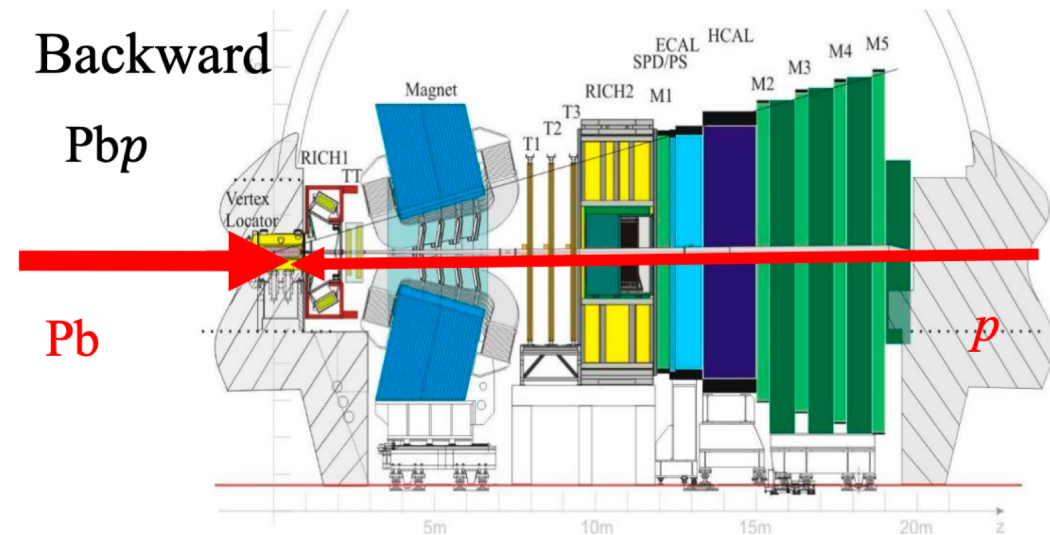 Backward
Pbp
Vertex
Locator
RICH1
TT
Magnet
T1
T2
T3
RICH2
M1
SPD/PS
ECAL
HCAL
M2
M3
M4
M5
Pb
p
5m
10m
15m
20m
z